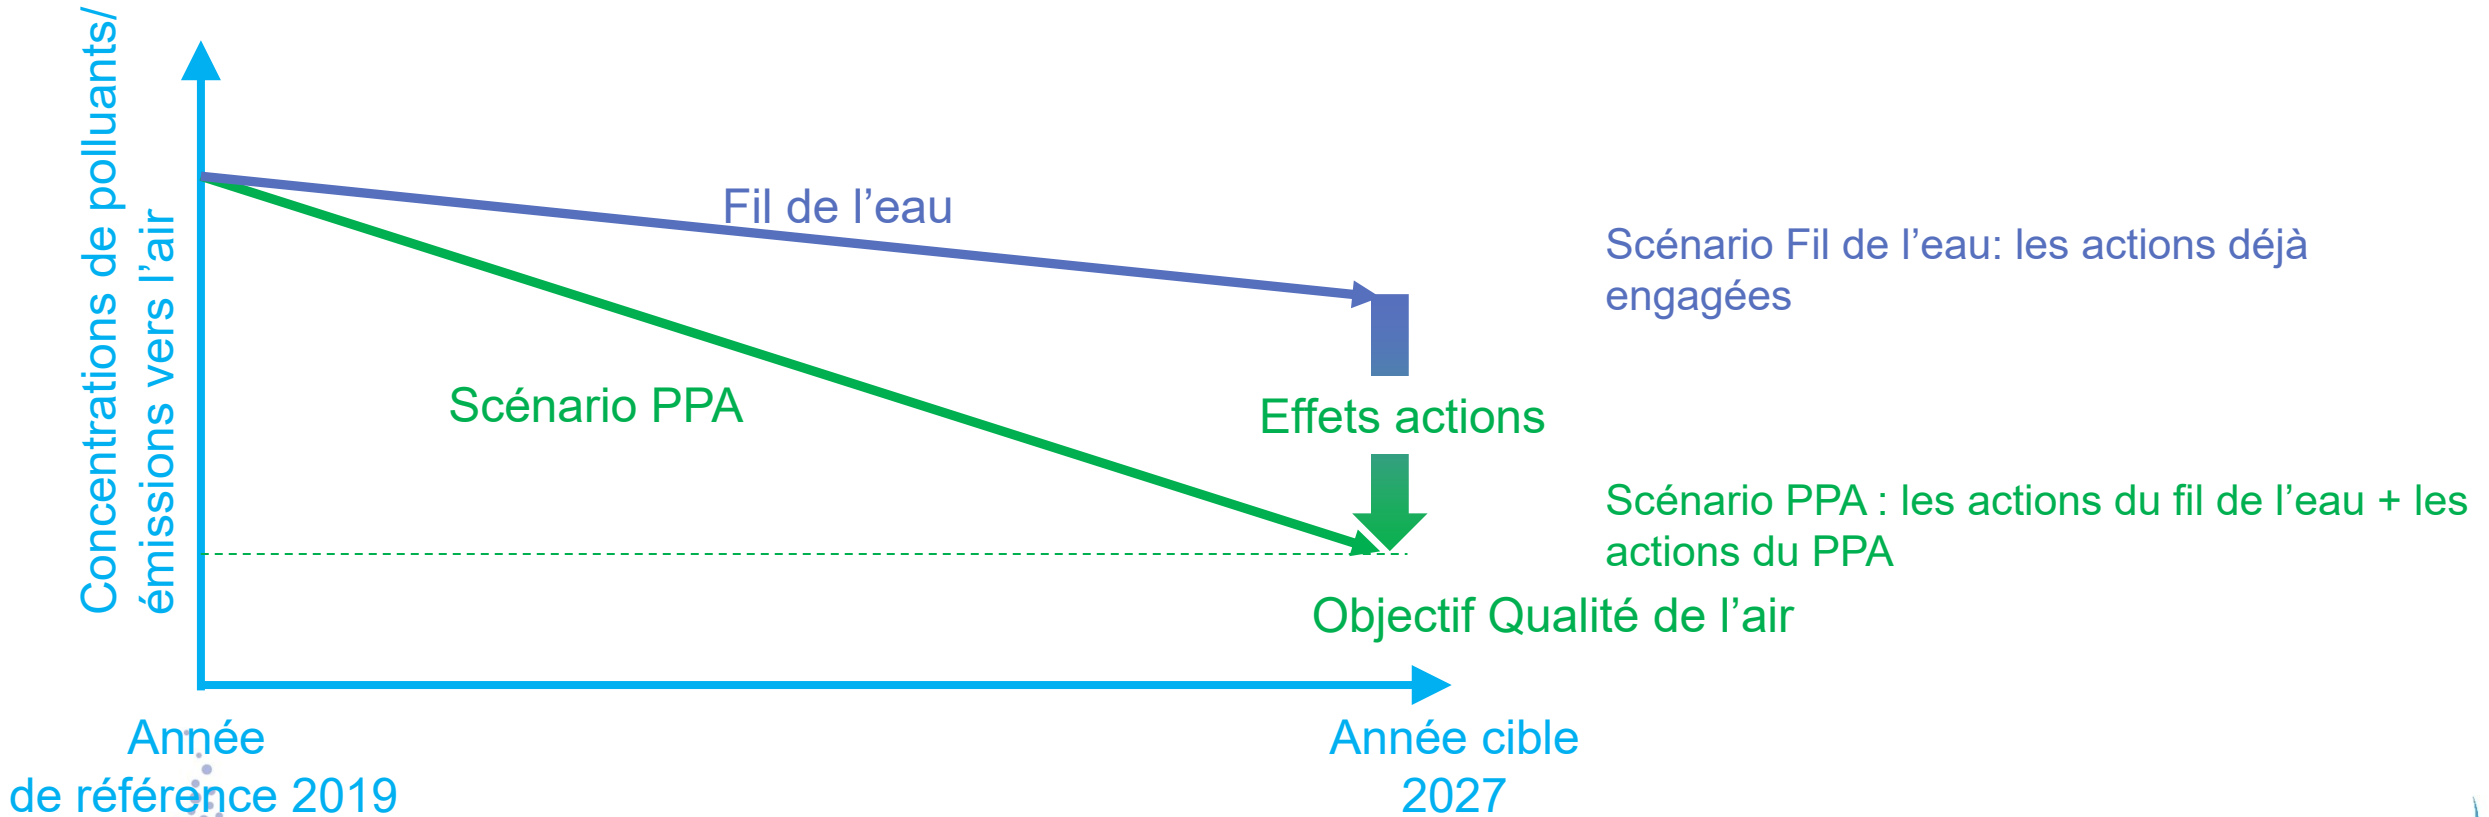 Concentrations de polluants/
émissions vers l’air
Fil de l’eau
Scénario Fil de l’eau: les actions déjà
engagées
Scénario PPA
Effets actions
Scénario PPA : les actions du fil de l’eau + les
actions du PPA
Objectif Qualité de l’air
Année
de référence 2019
Année cible
2027